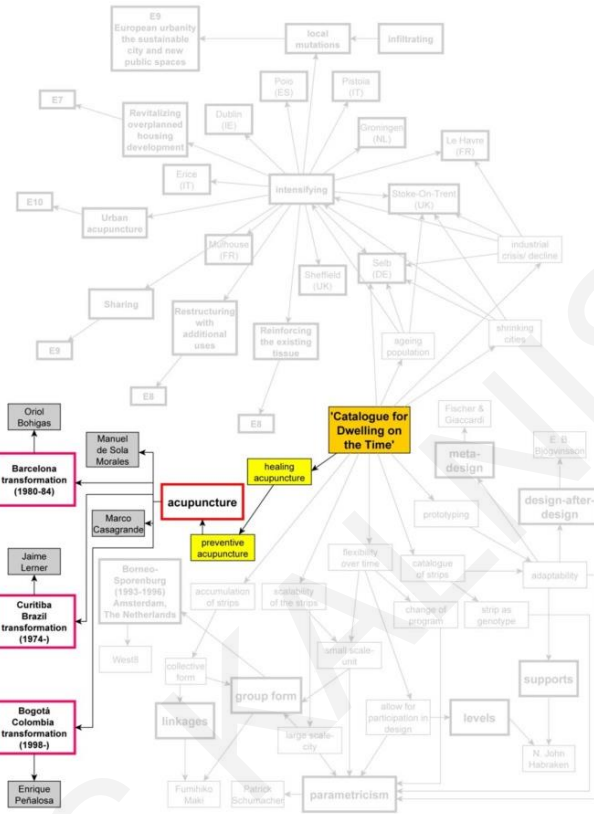 E9
European urbanity
the sustainable
city and new
public spaces
local
mutations
infiltrating
Polo
(ES)
Pistoia
(IT)
E7
Revitalizing
overplanned
housing
development
Dublin
(IE)
Groningen
(NL)
Le Havre
(FR)
Erice
(IT)
intensifying
Stoke-On-Trent
(UK)
E10
Urban
acupuncture
Mulhouse
(FR)
Sheffield
(UK)
Selb
(DE)
industrial
crisis/ decline
Sharing
Restructuring
with
additional
uses
Reinforcing
the existing
tissue
ageing
population
shrinking
cities
E9
E8
E8
Oriol
Bohigas
Manuel
de Sola
Morales
'Catalogue for
Dwelling on
the Time'
Fischer &
Giaccardi
E. B.
Björgvinsson
Barcelona
transformation
(1980-84)
healing
acupuncture
meta-
design
acupuncture
design-after-
design
Marco
Casagrande
prototyping
Jaime
Lerner
preventive
acupuncture
Borneo-
Sporenburg
(1993-1996)
Amsterdam,
The Netherlands
flexibility
over time
catalogue
of strips
adaptability
accumulation
of strips
scalability
of the strips
Curitiba
Brazil
transformation
(1974-)
change of
program
strip as
genotype
West8
collective
form
small scale-
unit
supports
group form
Bogotá
Colombia
transformation
(1998-)
linkages
allow for
participation in
design
levels
large scale-
city
N. John
Habraken
Enrique
Peñalosa
Fumihiko
Maki
Patrick
Schumacher
parametricism